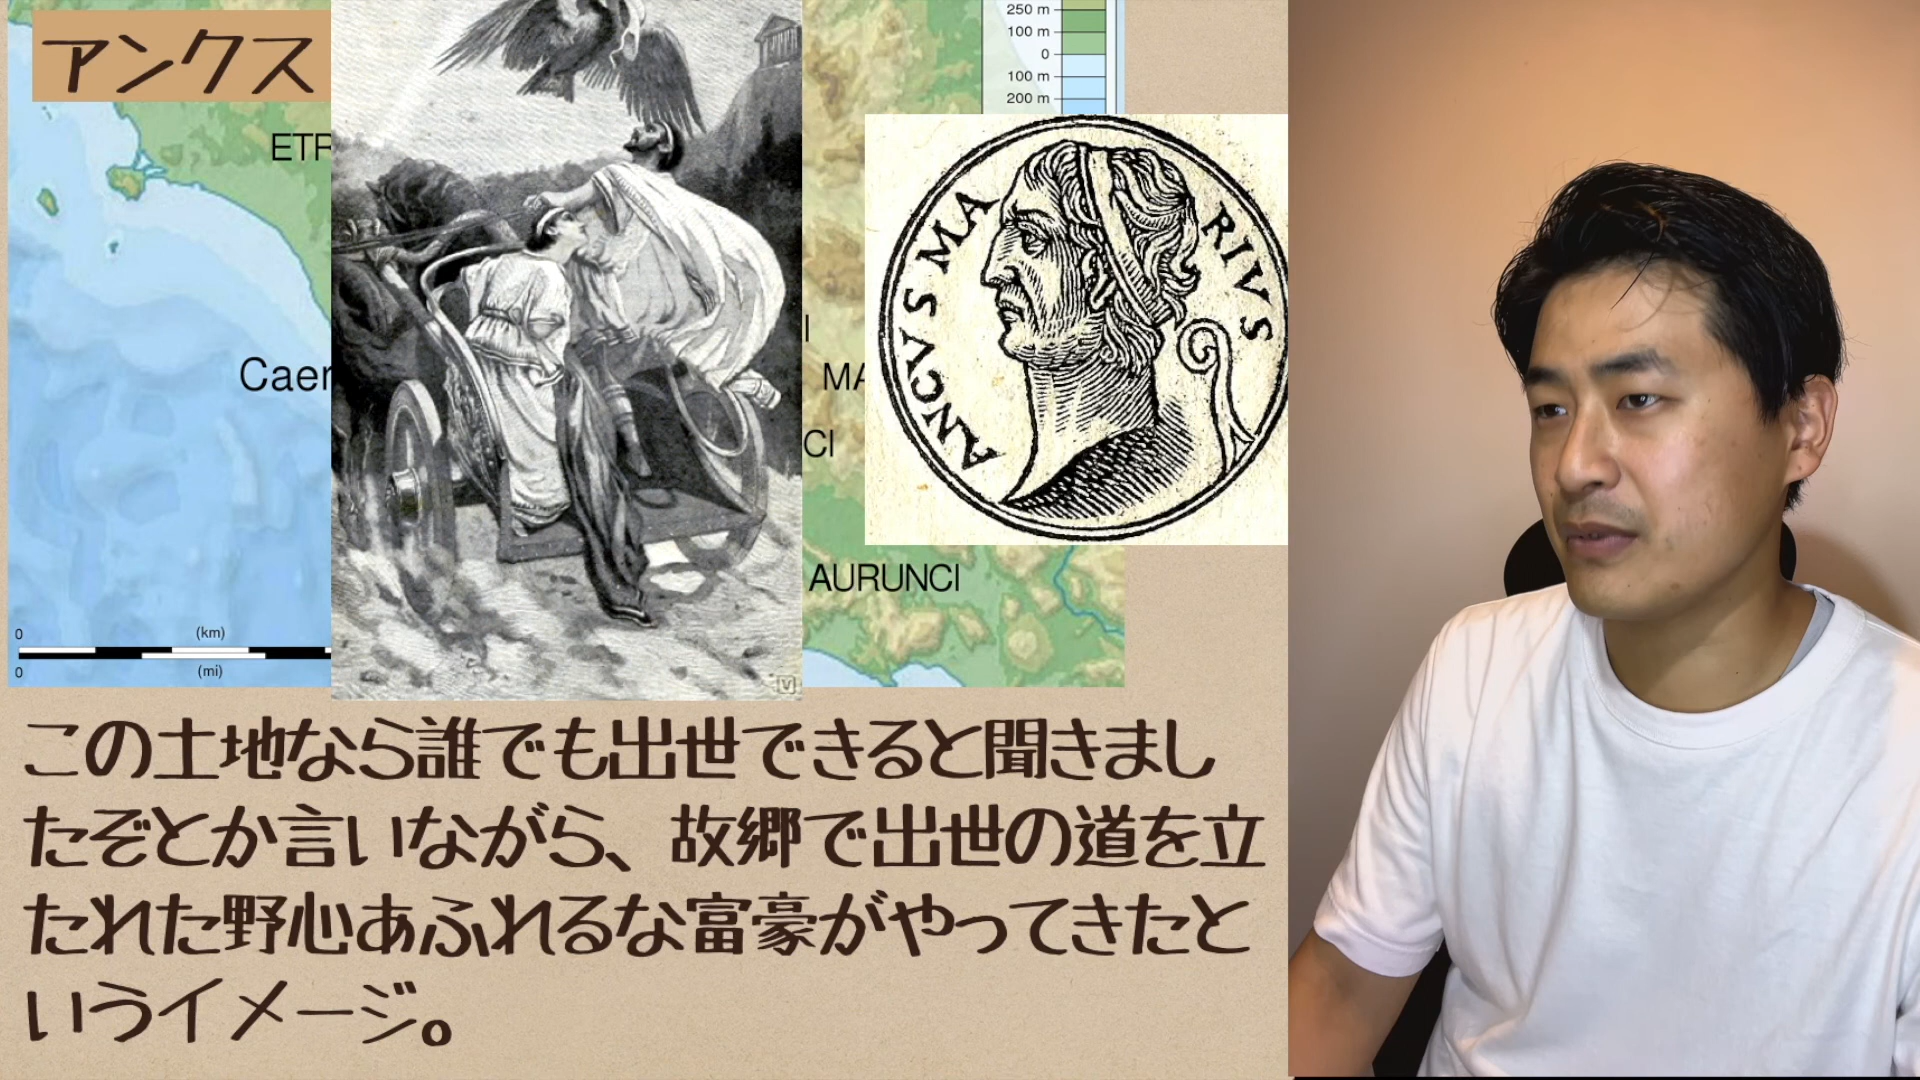 アンクス
250 m
100 m
0
100 m
200 m
ETR
ANCVS MA RIVS
Caer
MA
CI
AURUNCI
0
(km)
0
(mi)
V
この土地なら誰でも出世できると聞きまし
たぞとか言いながら、故郷で出世の道を立
たれた野心あふれるな富豪がやってきたと
いうイメージ。